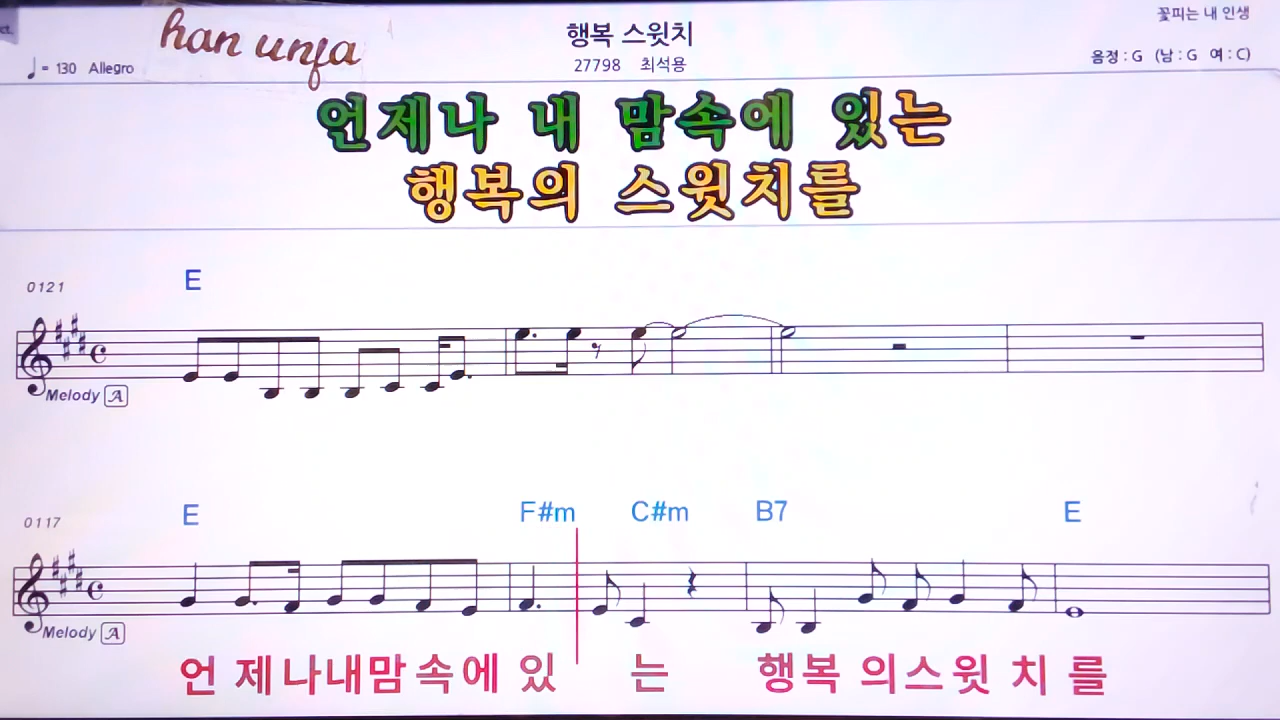 ct.
han unfa
행복 스윗치
꽃피는 내 인생
♩= 130 Allegro
27798 최석용
음정 : G (남 : G 여 : C)
언제나 내 맘속에 있는
행복의 스윗치를
0121
E
Melody A
0117
E F#m C#m B7 E
Melody A
언 제나내맘 속에 있 는 행복 의스윗 치 를